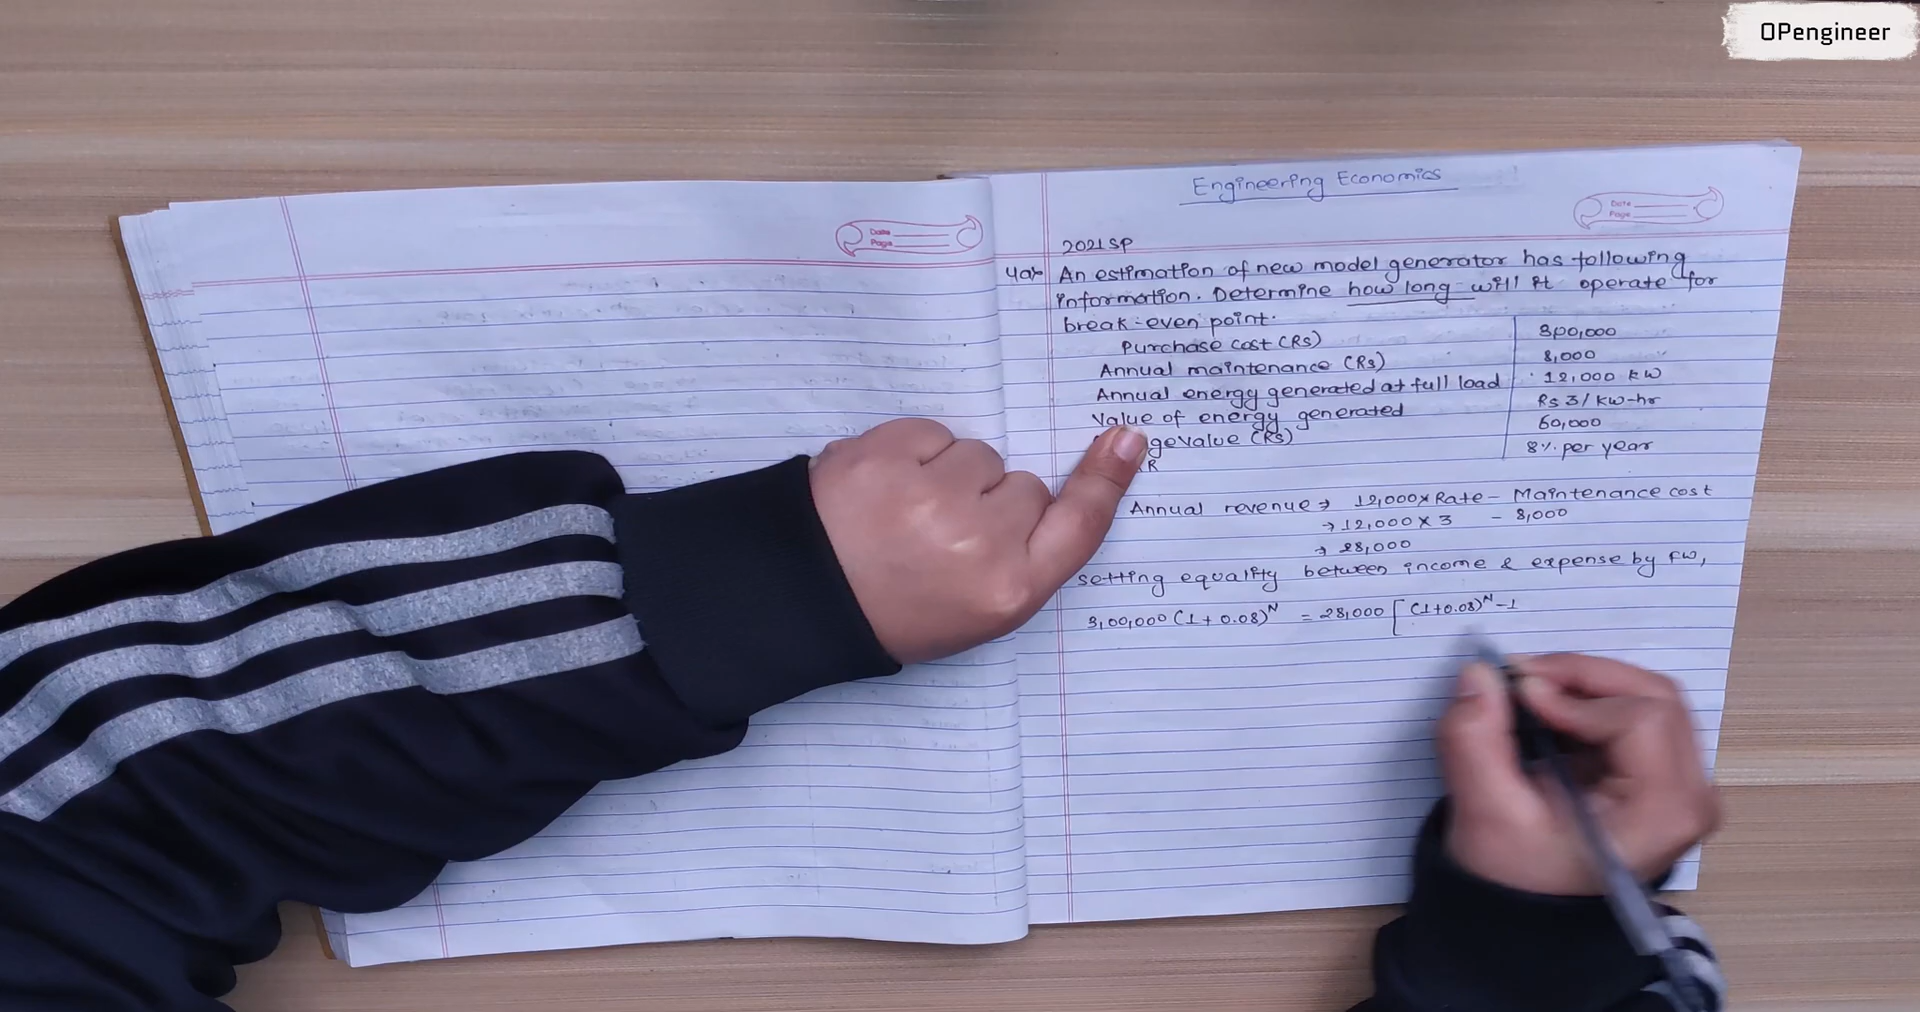 OPengineer
Engineering Economics
Date
Page
Date
Page
2021 SP
4a) An estimation of new model generator has following
information. Determine how long will it operate for
break-even point.
Purchase cost (Rs) 300,000
Annual maintenance (Rs) 8,000
Annual energy generated at full load 12,000 kw
Value of energy generated Rs 3/kw-hr
gevalue (Rs) 60,000
R 8% per year
Annual revenue → 12,000×Rate - Maintenance cost
→ 12,000 × 3 - 8,000
→ 28,000
setting equality between income & expense by FW,
3,00,000 (1 + 0.08)^N = 28,000 [ (1+0.08)^N - 1